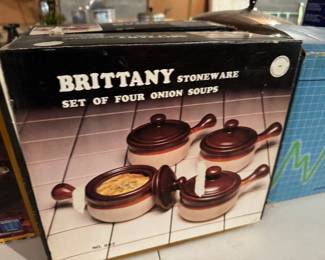 BRITTANY STONEWARE
SET OF FOUR ONION SOUPS